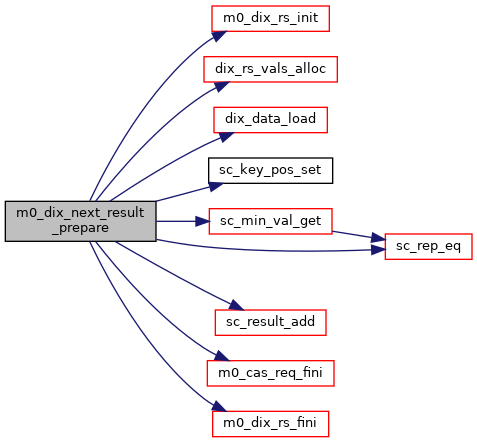 m0_dix_rs_init
dix_rs_vals_alloc
dix_data_load
sc_key_pos_set
m0_dix_next_result
_prepare
sc_min_val_get
sc_rep_eq
sc_result_add
m0_cas_req_fini
m0_dix_rs_fini